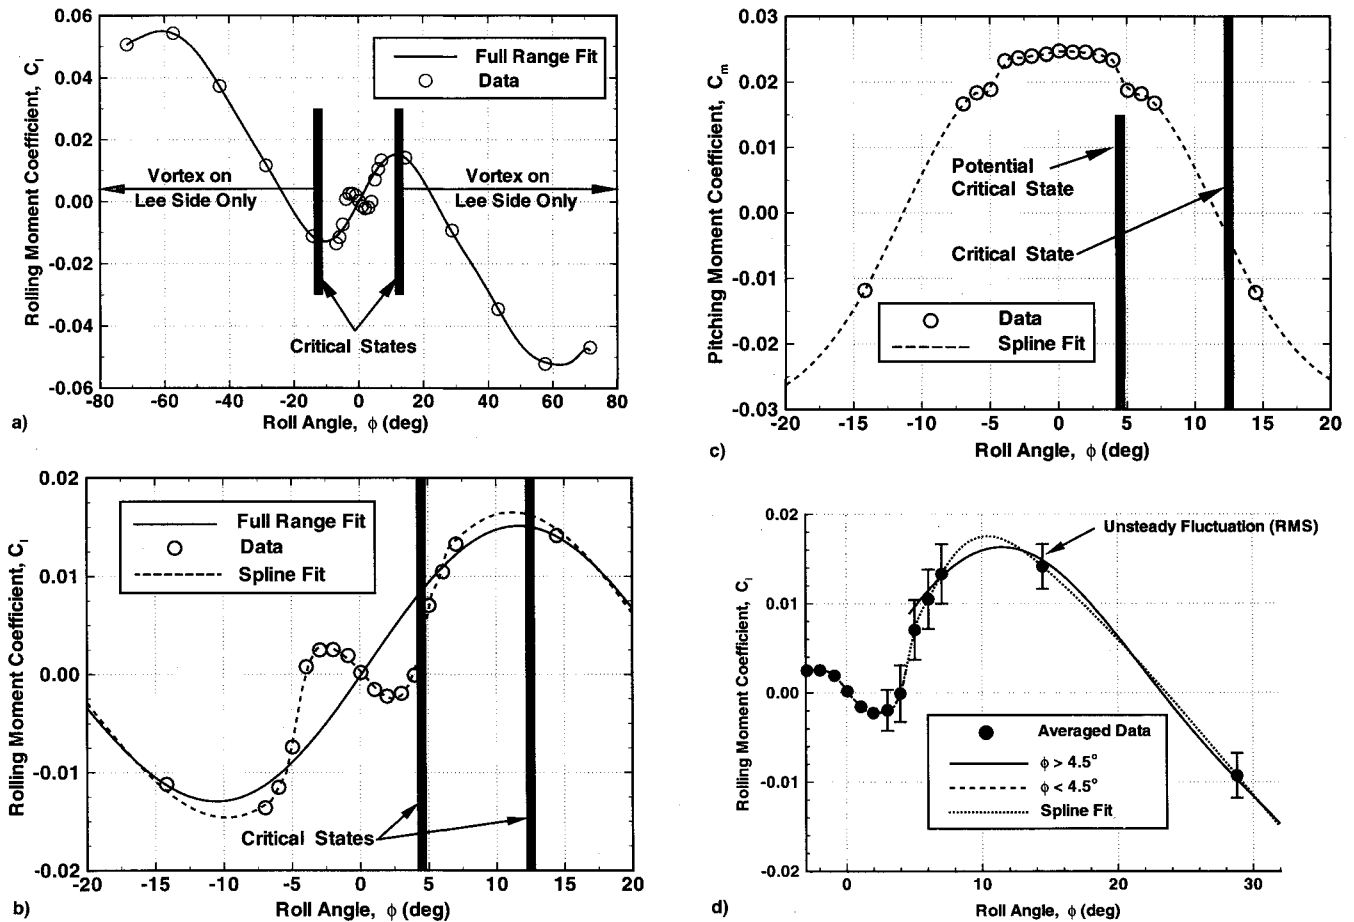 0.06
0.04
0.02
0.00
-0.02
-0.04
-0.06
Rolling Moment Coefficient, Cl
Full Range Fit
Data
Vortex on
Lee Side Only
Vortex on
Lee Side Only
Critical States
-80 -60 -40 -20 0 20 40 60 80
Roll Angle, ϕ (deg)
a)
0.03
0.02
0.01
0.00
-0.01
-0.02
-0.03
Pitching Moment Coefficient, Cm
Potential
Critical State
Critical State
Data
Spline Fit
-20 -15 -10 -5 0 5 10 15 20
Roll Angle, ϕ (deg)
c)
0.02
0.01
0.00
-0.01
-0.02
Rolling Moment Coefficient, Cl
Full Range Fit
Data
Spline Fit
Critical States
-20 -15 -10 -5 0 5 10 15 20
Roll Angle, ϕ (deg)
b)
0.02
0.01
0.00
-0.01
-0.02
Rolling Moment Coefficient, Cl
Unsteady Fluctuation (RMS)
Averaged Data
ϕ > 4.5°
ϕ < 4.5°
Spline Fit
0 10 20 30
Roll Angle, ϕ (deg)
d)